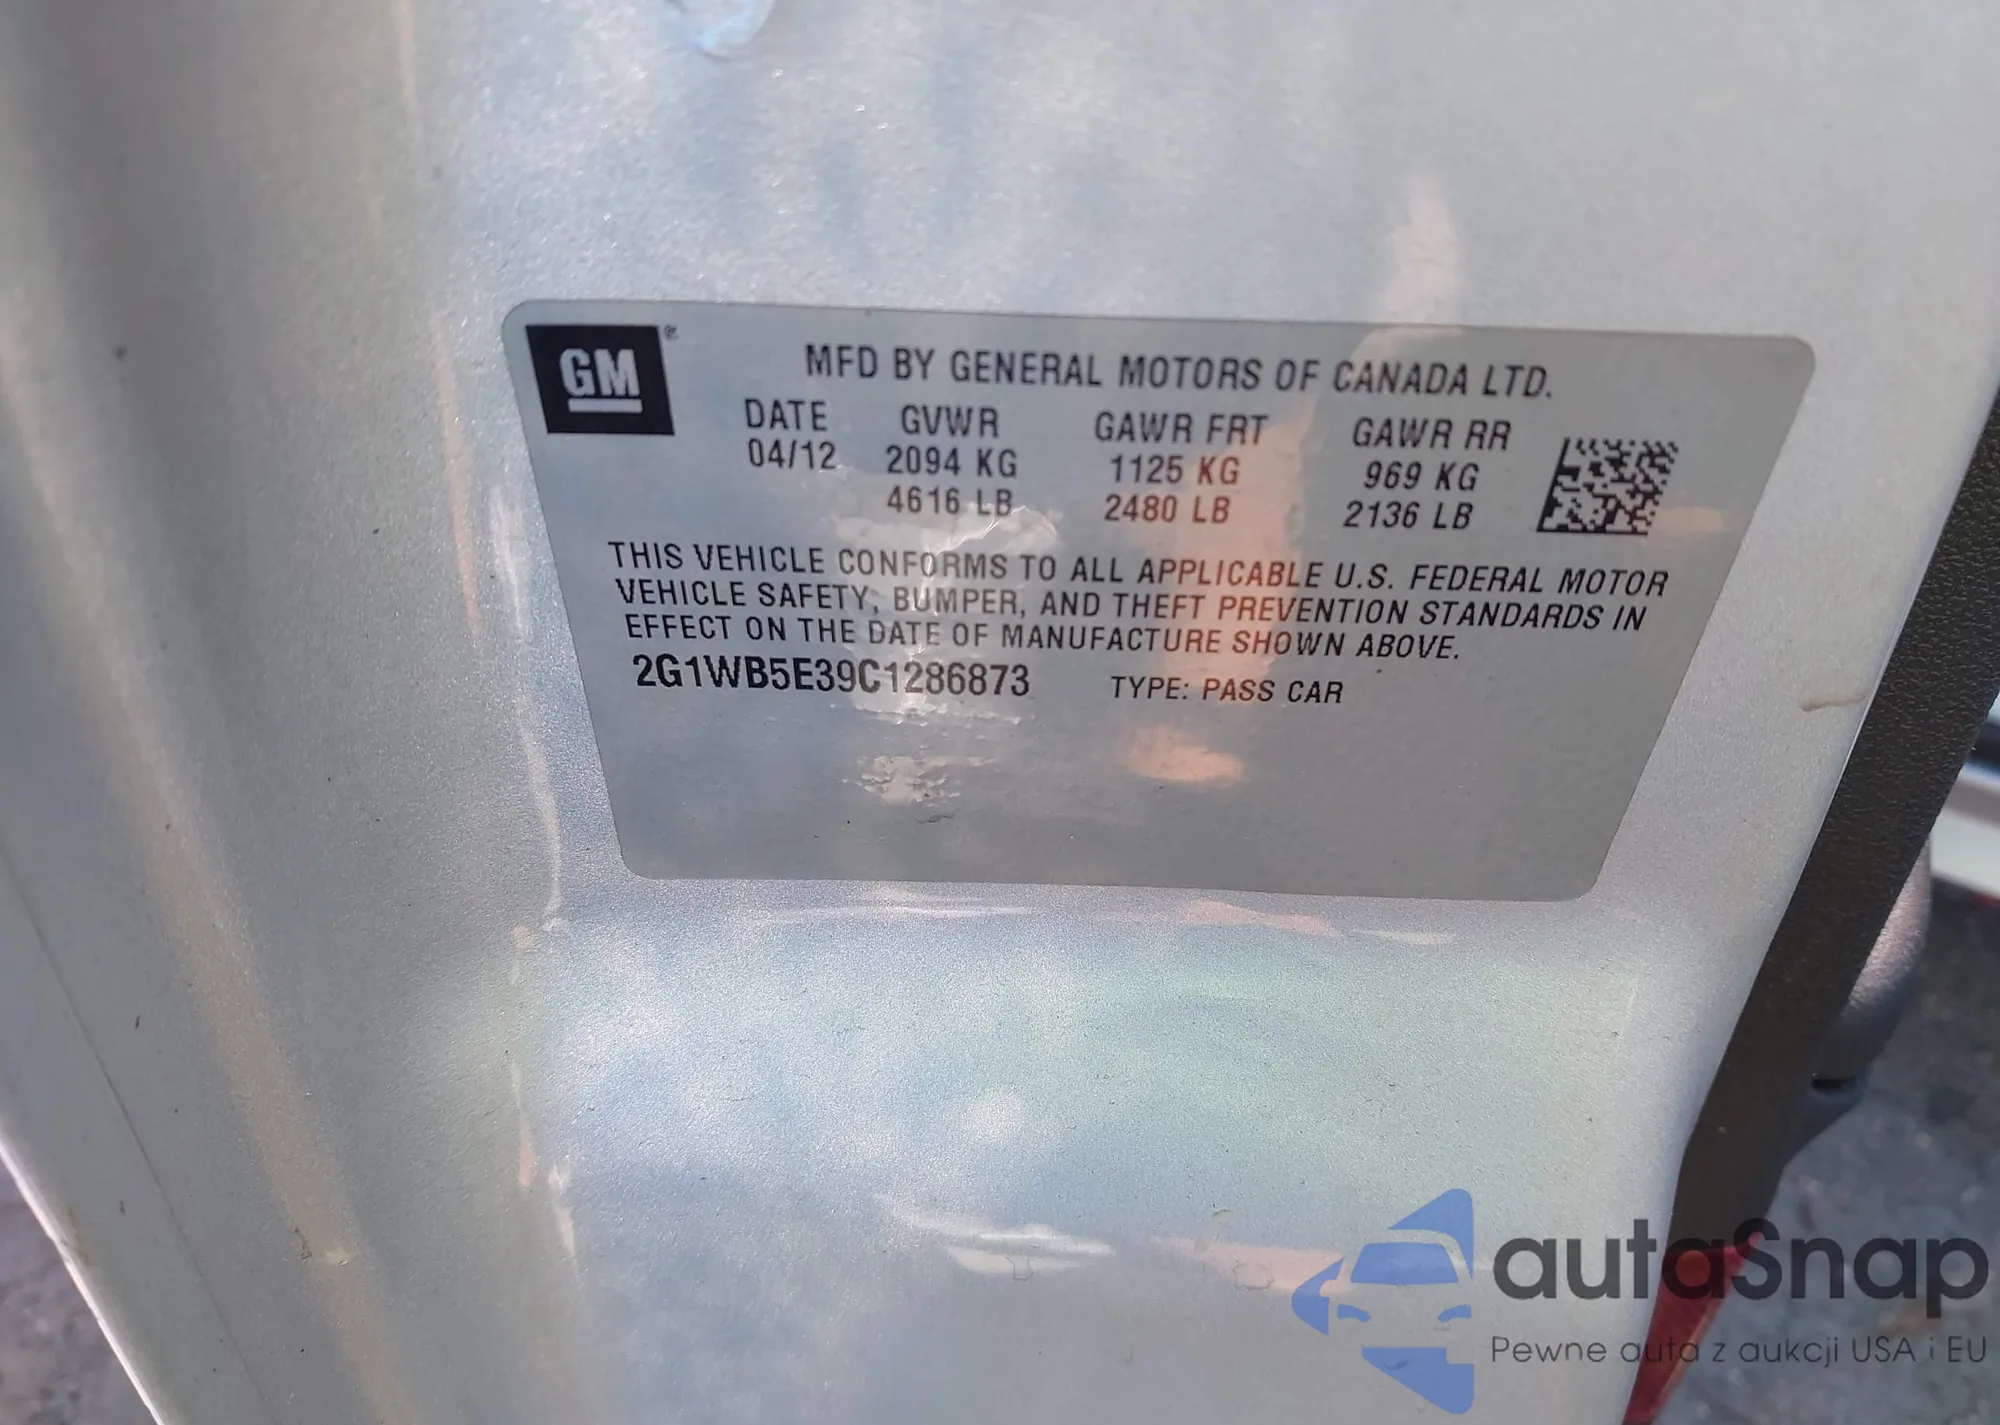 GM ®
MFD BY GENERAL MOTORS OF CANADA LTD.
DATE GVWR GAWR FRT GAWR RR
04/12 2094 KG 1125 KG 969 KG
4616 LB 2480 LB 2136 LB
THIS VEHICLE CONFORMS TO ALL APPLICABLE U.S. FEDERAL MOTOR
VEHICLE SAFETY, BUMPER, AND THEFT PREVENTION STANDARDS IN
EFFECT ON THE DATE OF MANUFACTURE SHOWN ABOVE.
2G1WB5E39C1286873 TYPE: PASS CAR
autaSnap
Pewne auta z aukcji USA i EU